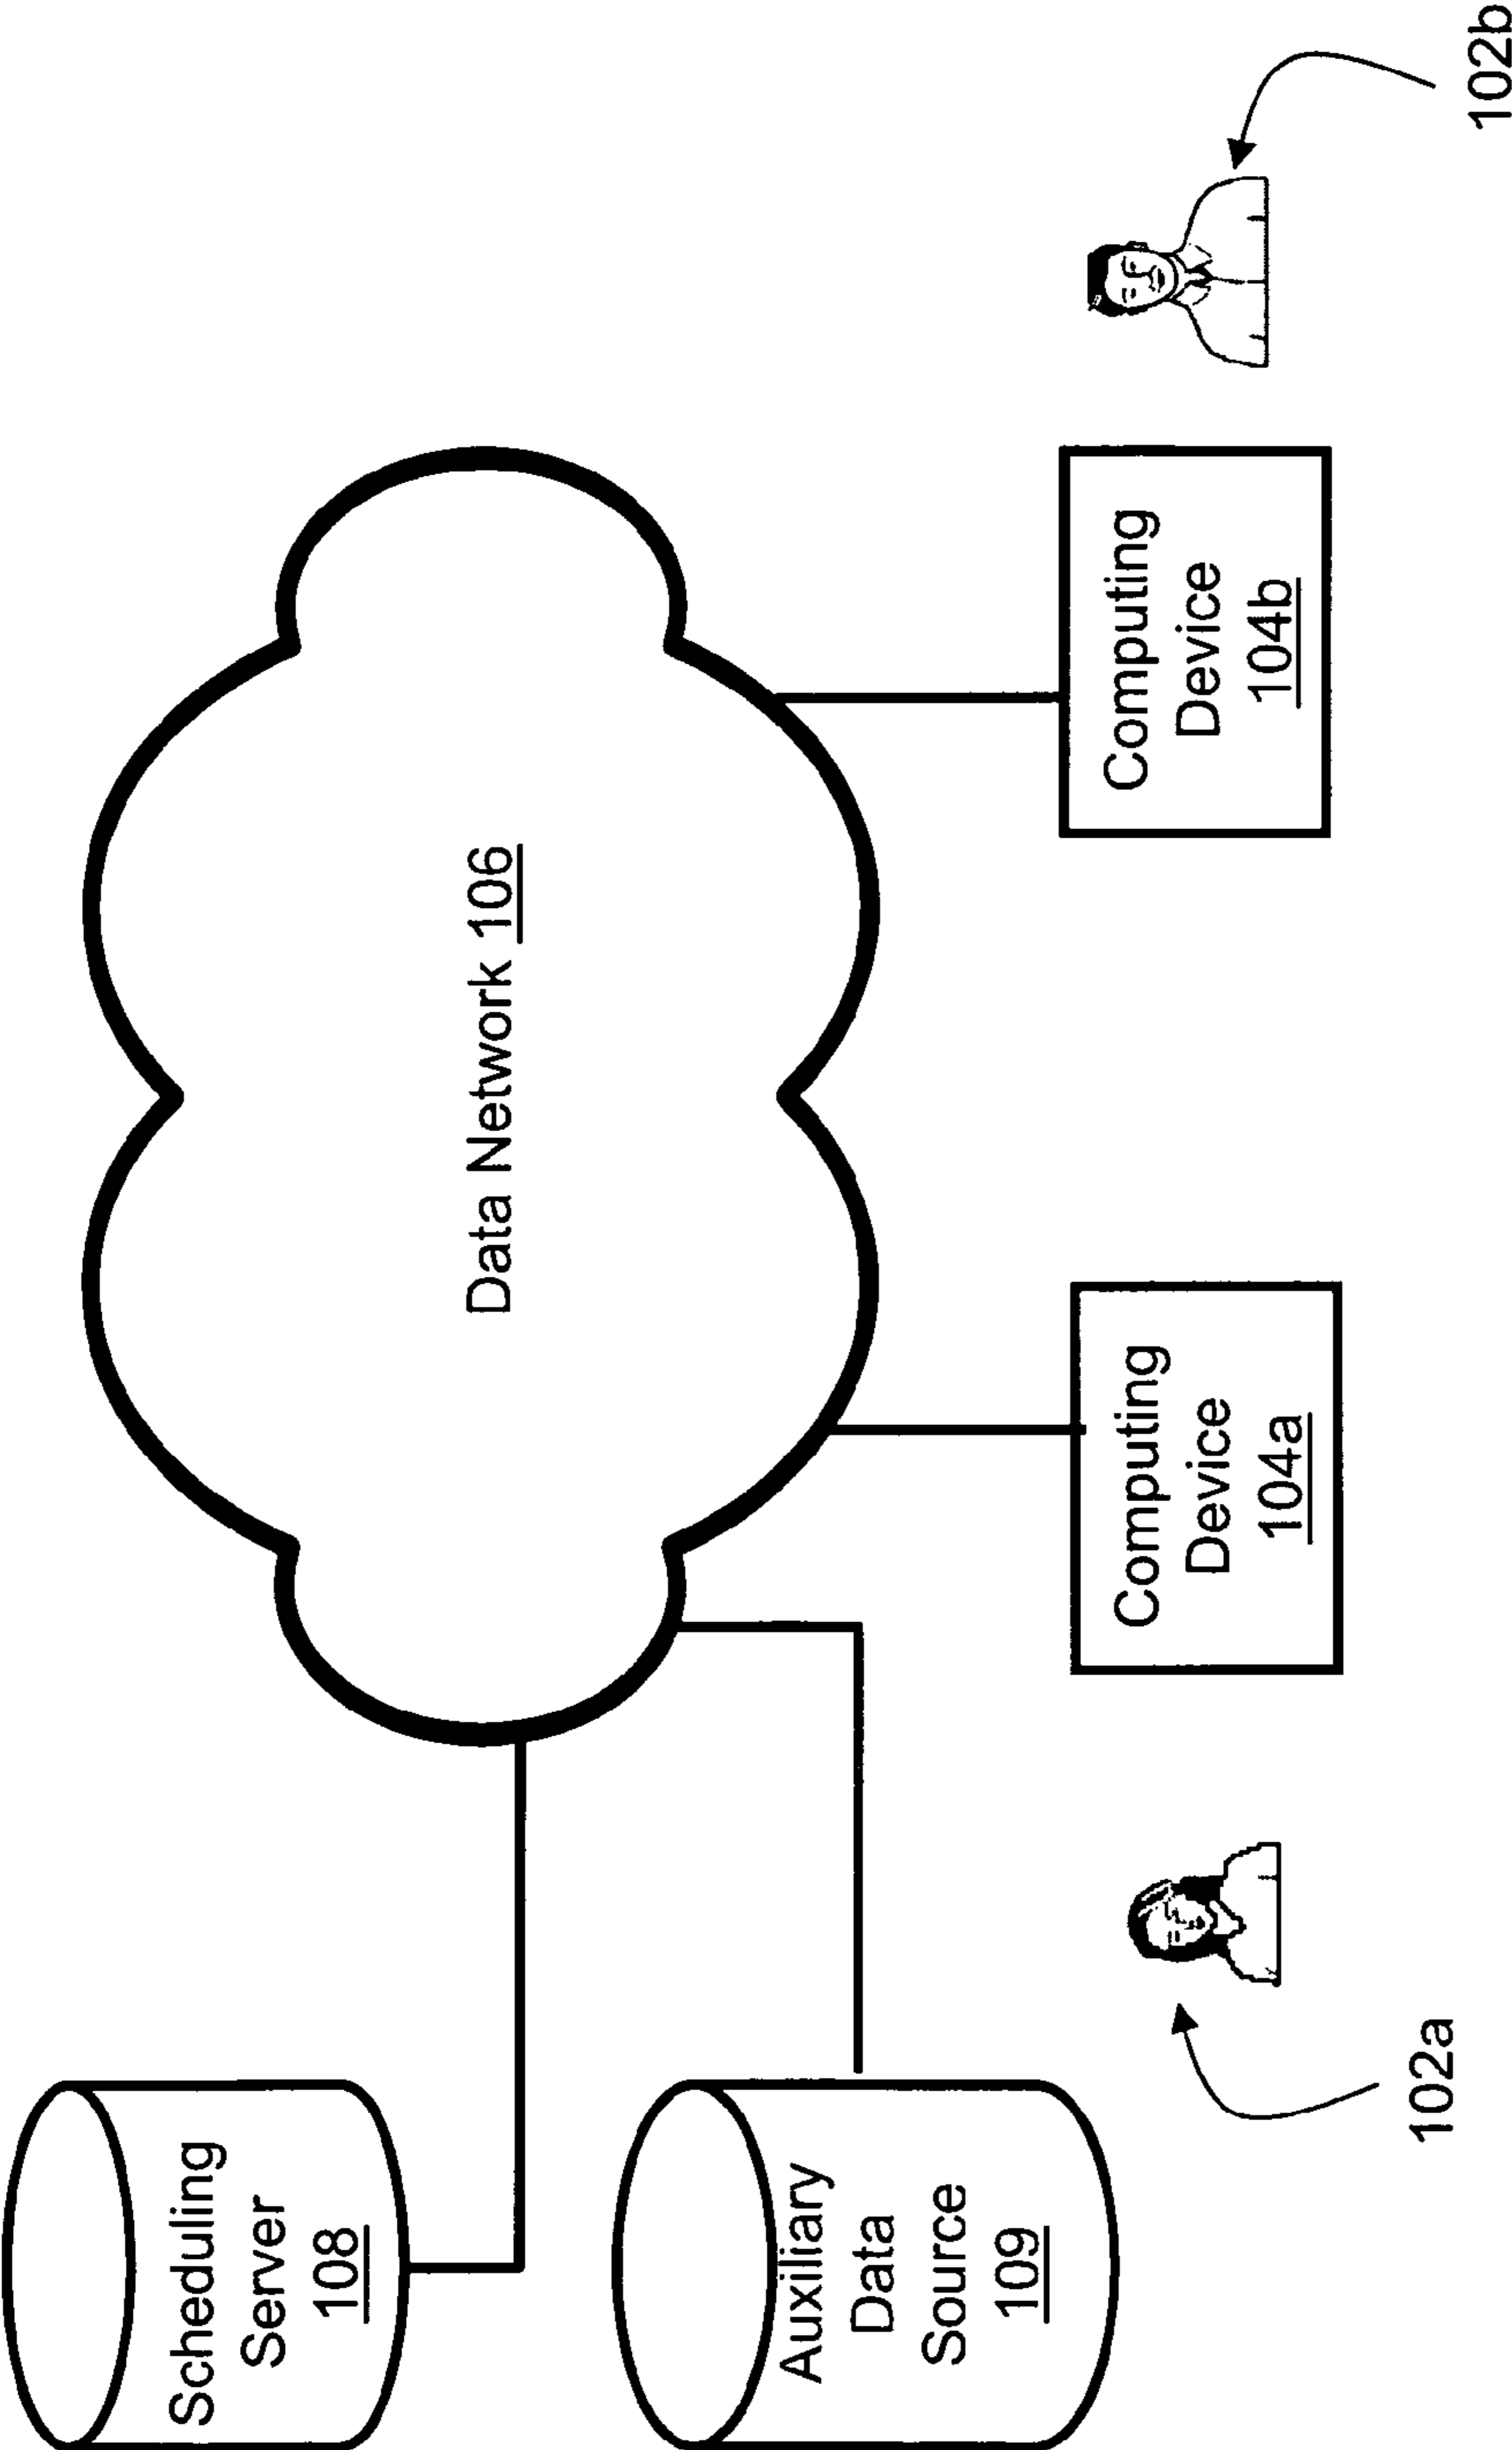 Scheduling
Server
108
Data Network 106
Auxiliary
Data
Source
109
Computing
Device
104a
Computing
Device
104b
102a
102b